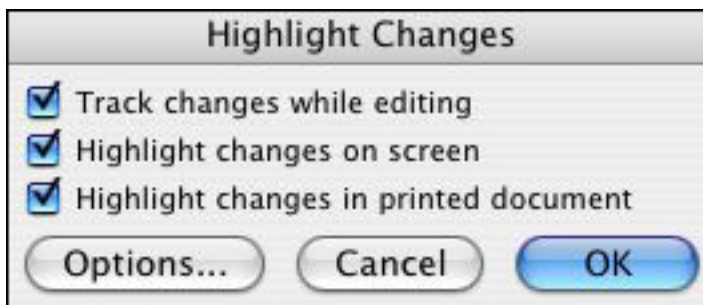 Highlight Changes
Track changes while editing
Highlight changes on screen
Highlight changes in printed document
Options... Cancel OK